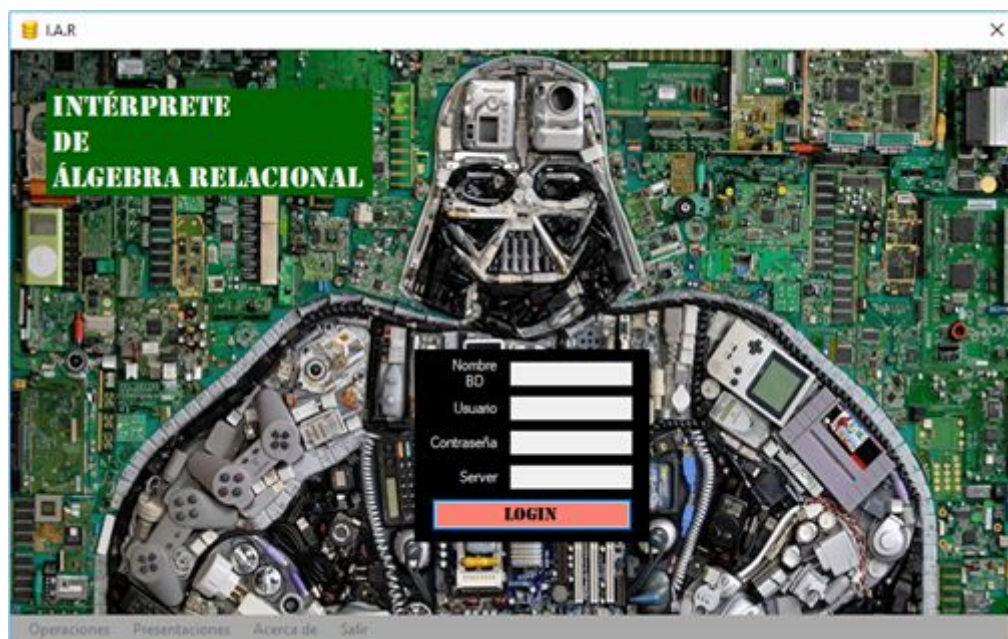 I.A.R
INTÉRPRETE
DE
ÁLGEBRA RELACIONAL
Nombre
BD
Usuario
Contraseña
Server
LOGIN
Operaciones Presentaciones Acerca de Salir